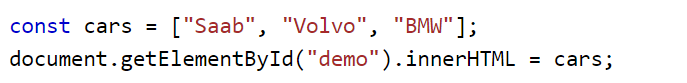 const cars = ["Saab", "Volvo", "BMW"];
document.getElementById("demo").innerHTML = cars;